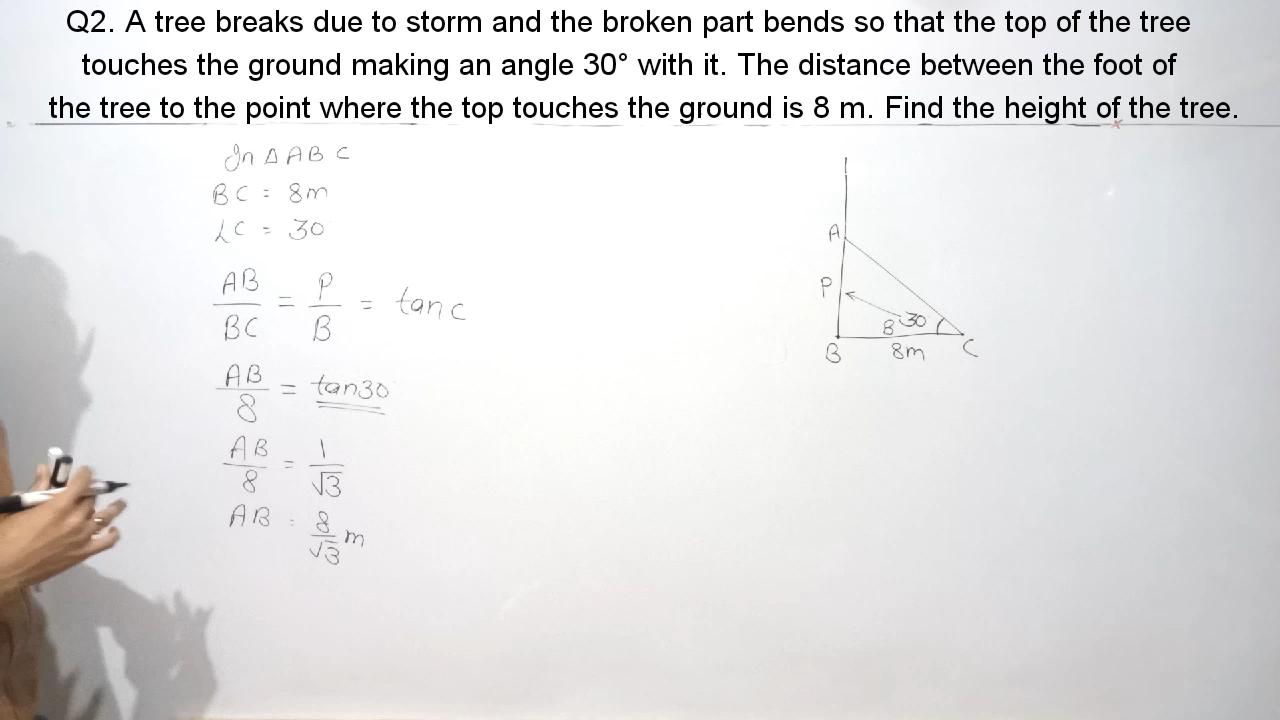 Q2. A tree breaks due to storm and the broken part bends so that the top of the tree
touches the ground making an angle 30° with it. The distance between the foot of
the tree to the point where the top touches the ground is 8 m. Find the height of the tree.
In △ ABC
BC = 8m
∠C = 30
AB/BC = P/B = tan C
AB/8 = tan30
AB/8 = 1/√3
AB = 8/√3 m
A
P
B 30
B 8m C